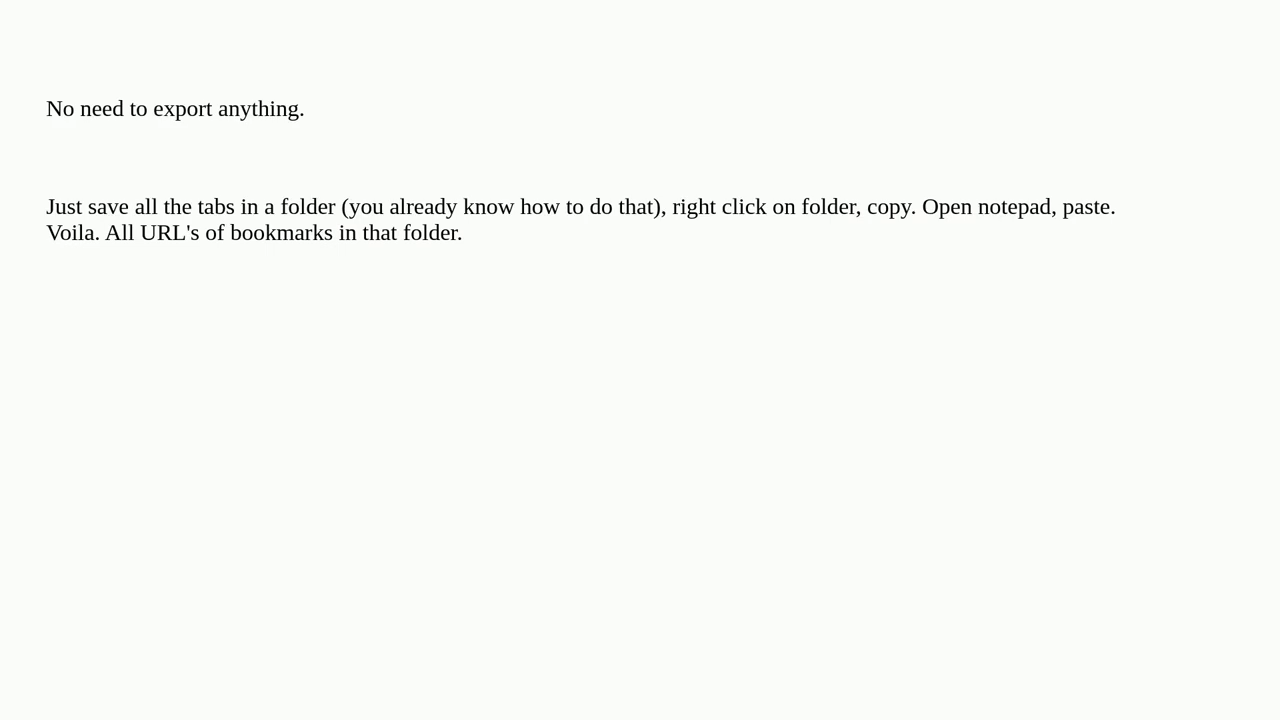 No need to export anything.
Just save all the tabs in a folder (you already know how to do that), right click on folder, copy. Open notepad, paste.
Voila. All URL's of bookmarks in that folder.